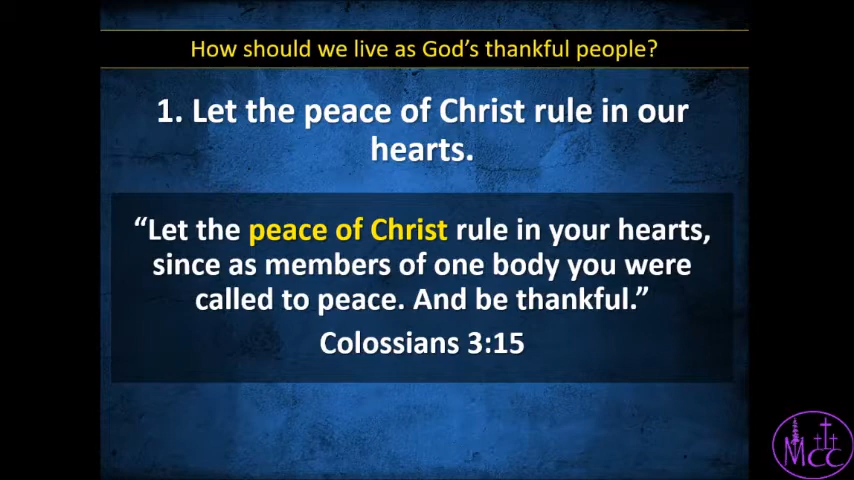 How should we live as God's thankful people?
1. Let the peace of Christ rule in our
hearts.
“Let the peace of Christ rule in your hearts,
since as members of one body you were
called to peace. And be thankful.”
Colossians 3:15
MCC